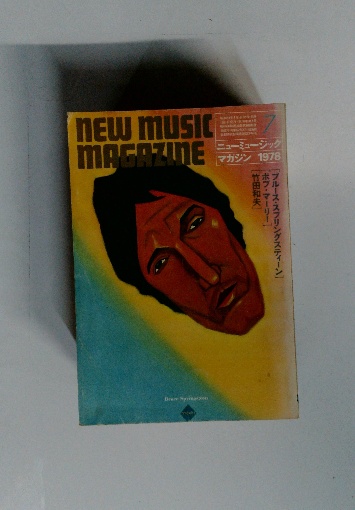 NEW MUSIC
MAGAZINE
7
ニューミュージック
マガジン 1978
[ブルース・スプリングスティーン]
[ボブ・マーリー]
[竹田和夫]